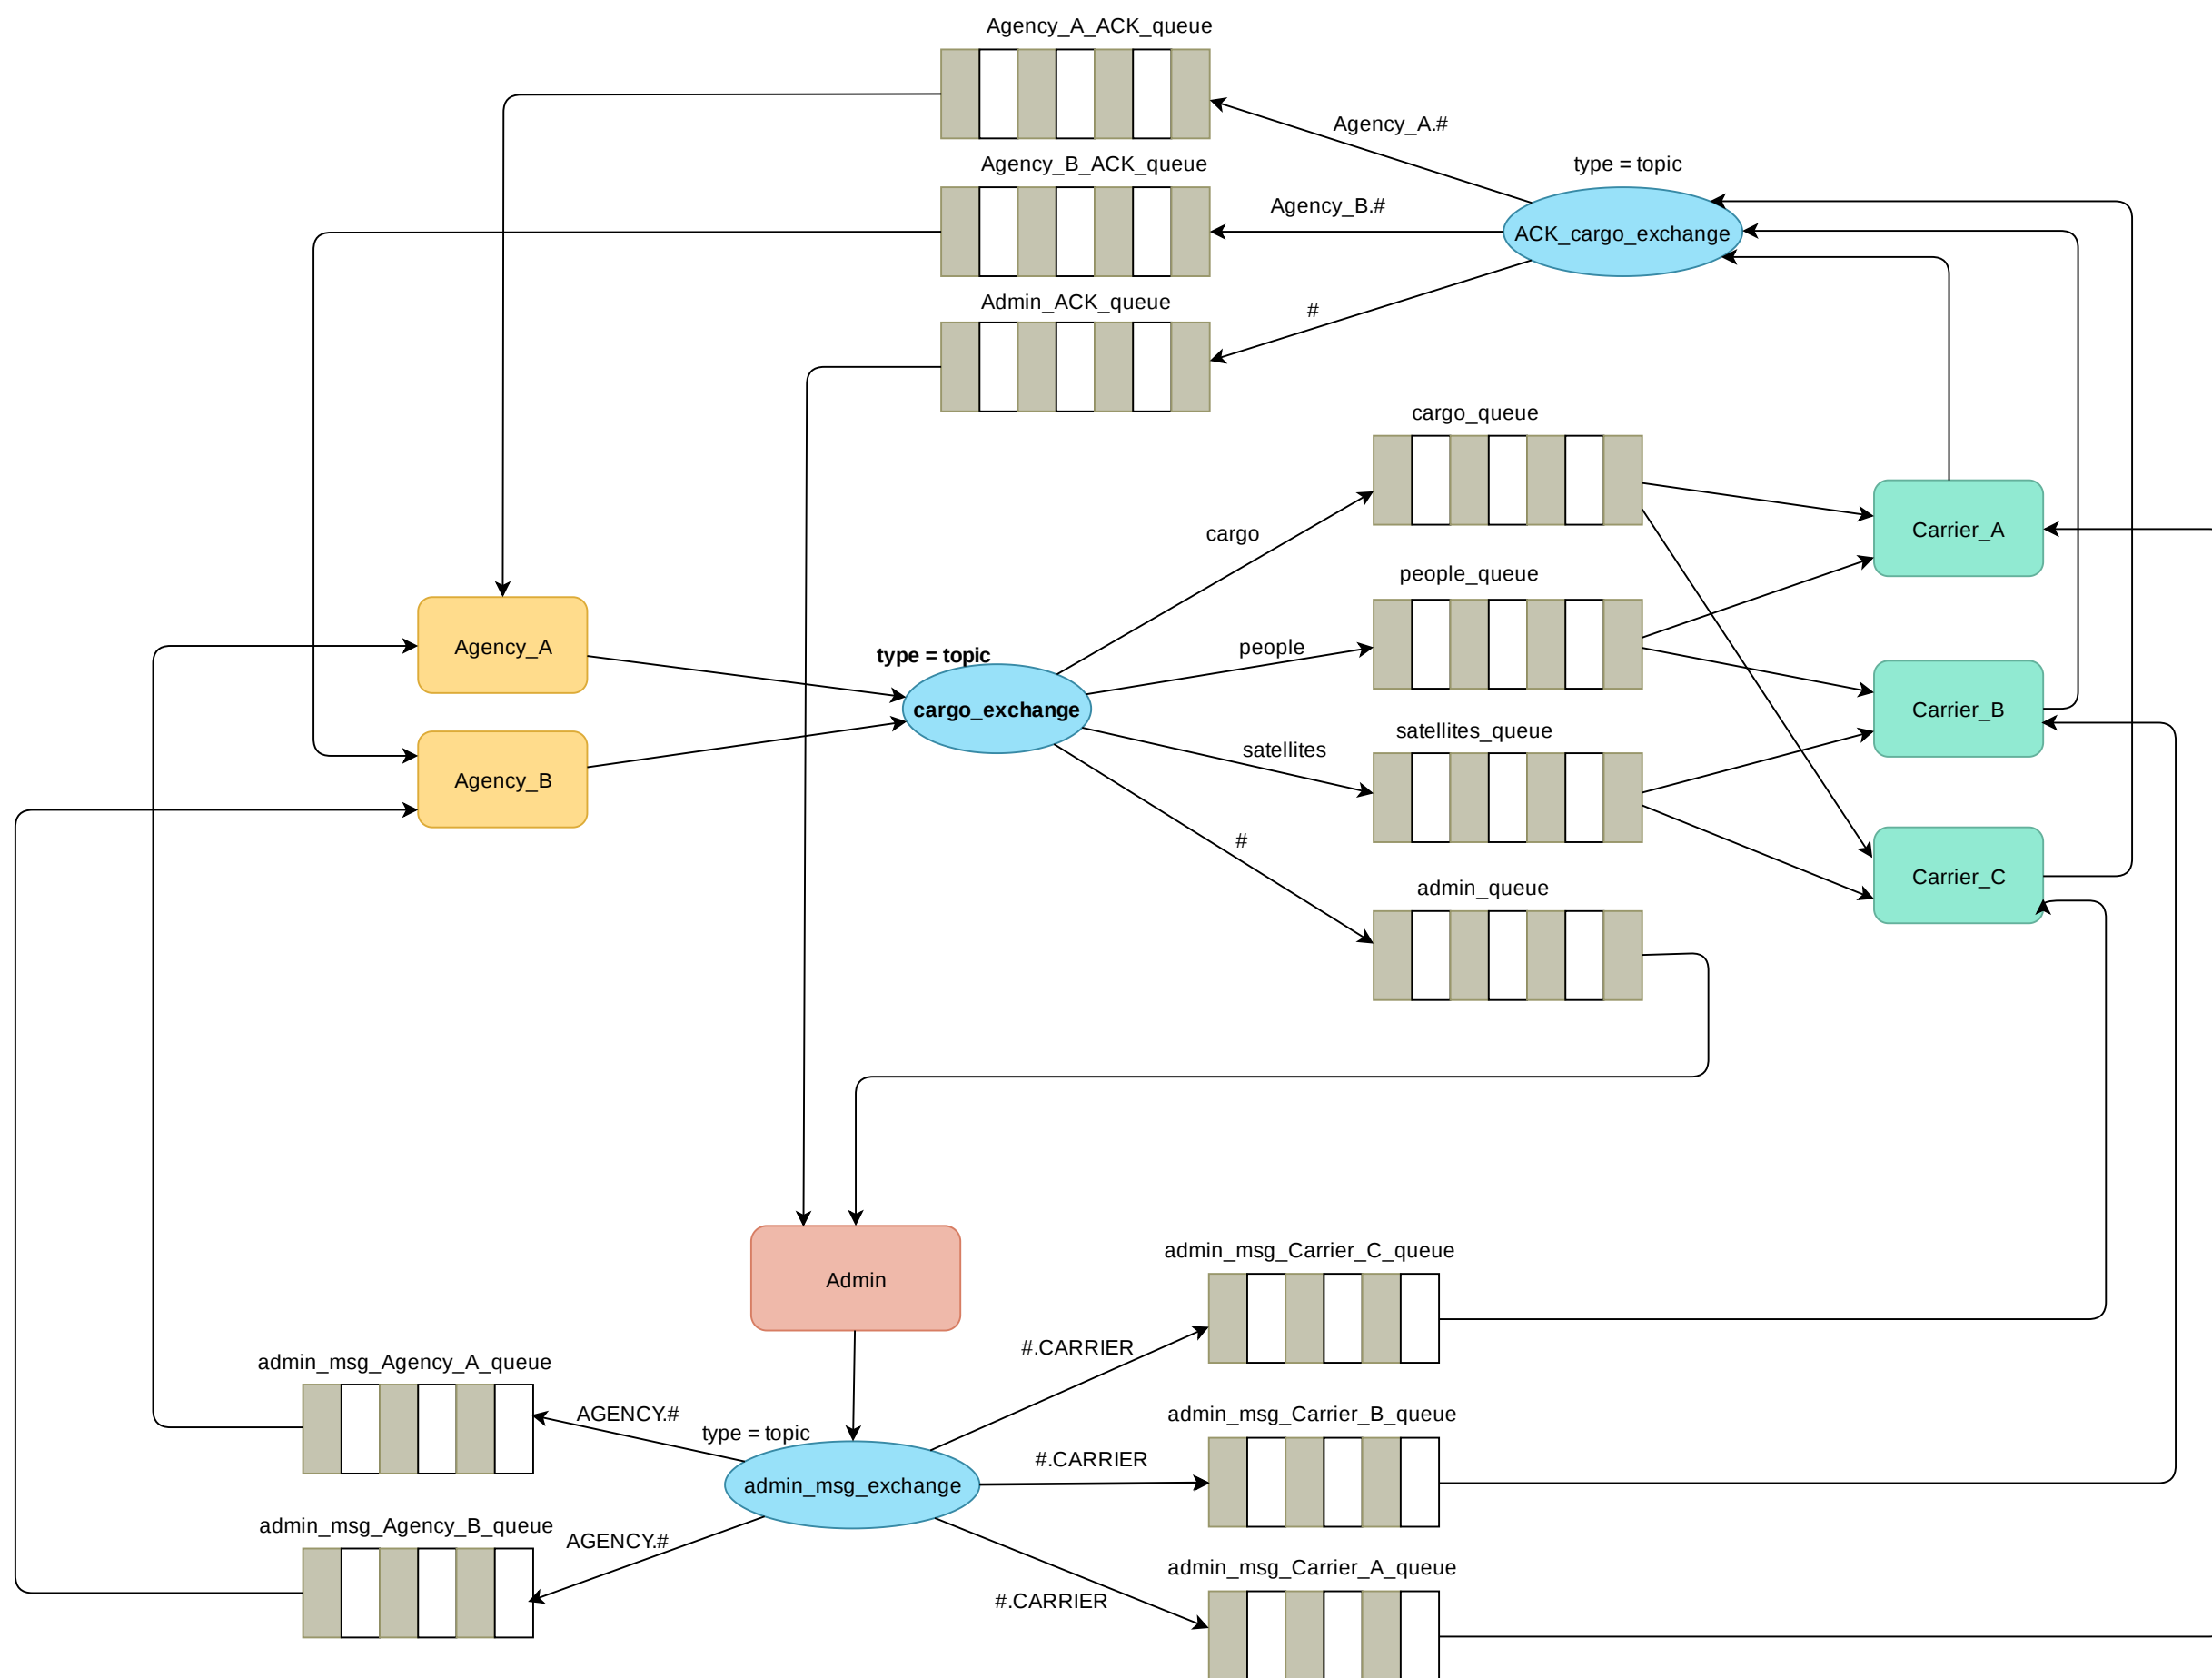 Agency_A_ACK_queue
Agency_A.#
Agency_B_ACK_queue
type = topic
Agency_B.#
ACK_cargo_exchange
Admin_ACK_queue
#
cargo_queue
cargo
Carrier_A
people_queue
people
Agency_A
type = topic
cargo_exchange
Carrier_B
satellites_queue
satellites
Agency_B
#
Carrier_C
admin_queue
admin_msg_Carrier_C_queue
Admin
#.CARRIER
admin_msg_Agency_A_queue
AGENCY.#
type = topic
admin_msg_Carrier_B_queue
#.CARRIER
admin_msg_exchange
admin_msg_Agency_B_queue
AGENCY.#
admin_msg_Carrier_A_queue
#.CARRIER